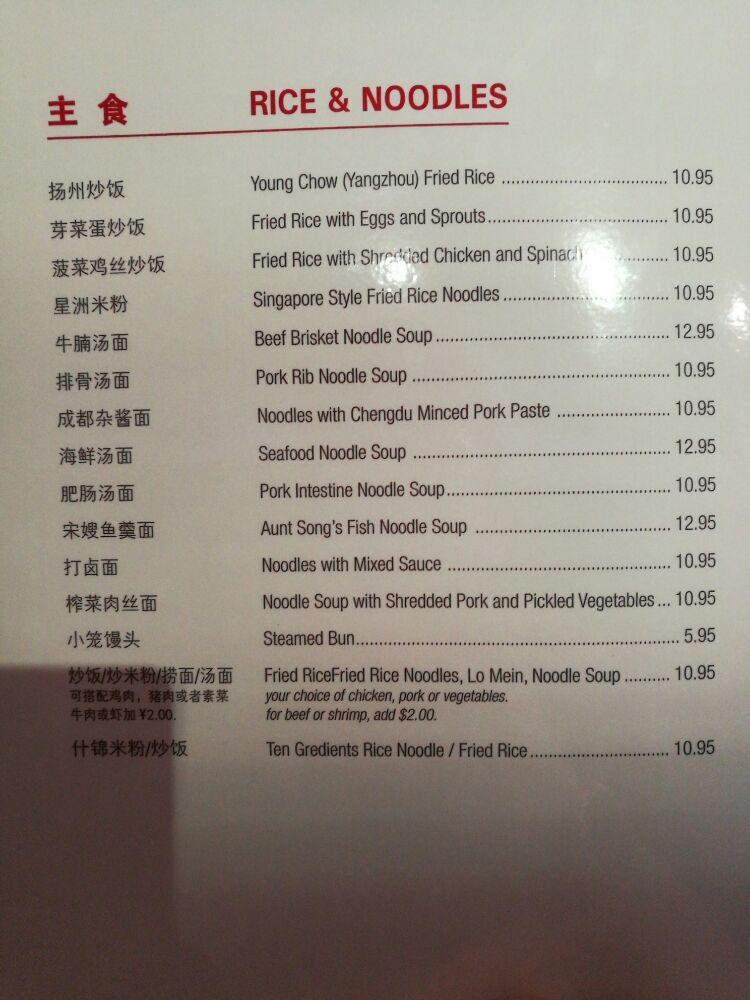 主食 RICE & NOODLES
扬州炒饭 Young Chow (Yangzhou) Fried Rice .................................... 10.95
芽菜蛋炒饭 Fried Rice with Eggs and Sprouts....................................... 10.95
菠菜鸡丝炒饭 Fried Rice with Shredded Chicken and Spinach ................. 10.95
星洲米粉 Singapore Style Fried Rice Noodles .................................... 10.95
牛腩汤面 Beef Brisket Noodle Soup .................................................. 12.95
排骨汤面 Pork Rib Noodle Soup ....................................................... 10.95
成都杂酱面 Noodles with Chengdu Minced Pork Paste ........................ 10.95
海鲜汤面 Seafood Noodle Soup ....................................................... 12.95
肥肠汤面 Pork Intestine Noodle Soup................................................ 10.95
宋嫂鱼羹面 Aunt Song's Fish Noodle Soup .......................................... 12.95
打卤面 Noodles with Mixed Sauce ............................................... 10.95
榨菜肉丝面 Noodle Soup with Shredded Pork and Pickled Vegetables... 10.95
小笼馒头 Steamed Bun.................................................................... 5.95
炒饭/炒米粉/捞面/汤面 Fried RiceFried Rice Noodles, Lo Mein, Noodle Soup .......... 10.95
可搭配鸡肉，猪肉或者素菜 your choice of chicken, pork or vegetables.
牛肉或虾加 ¥2.00. for beef or shrimp, add $2.00.
什锦米粉/炒饭 Ten Gredients Rice Noodle / Fried Rice.............................. 10.95